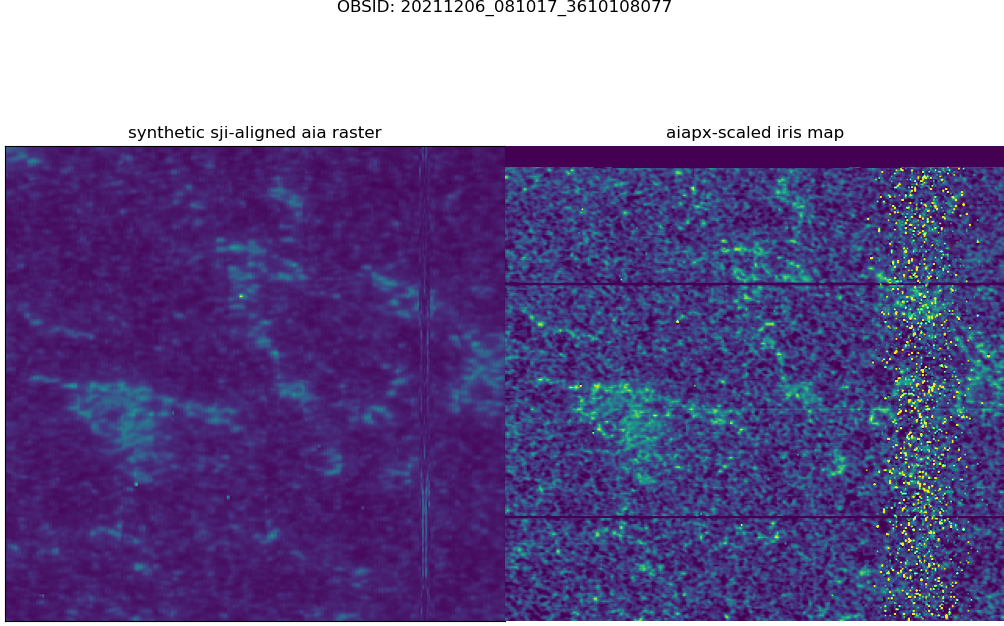 OBSID: 20211206_081017_3610108077
synthetic sji-aligned aia raster
aiapx-scaled iris map